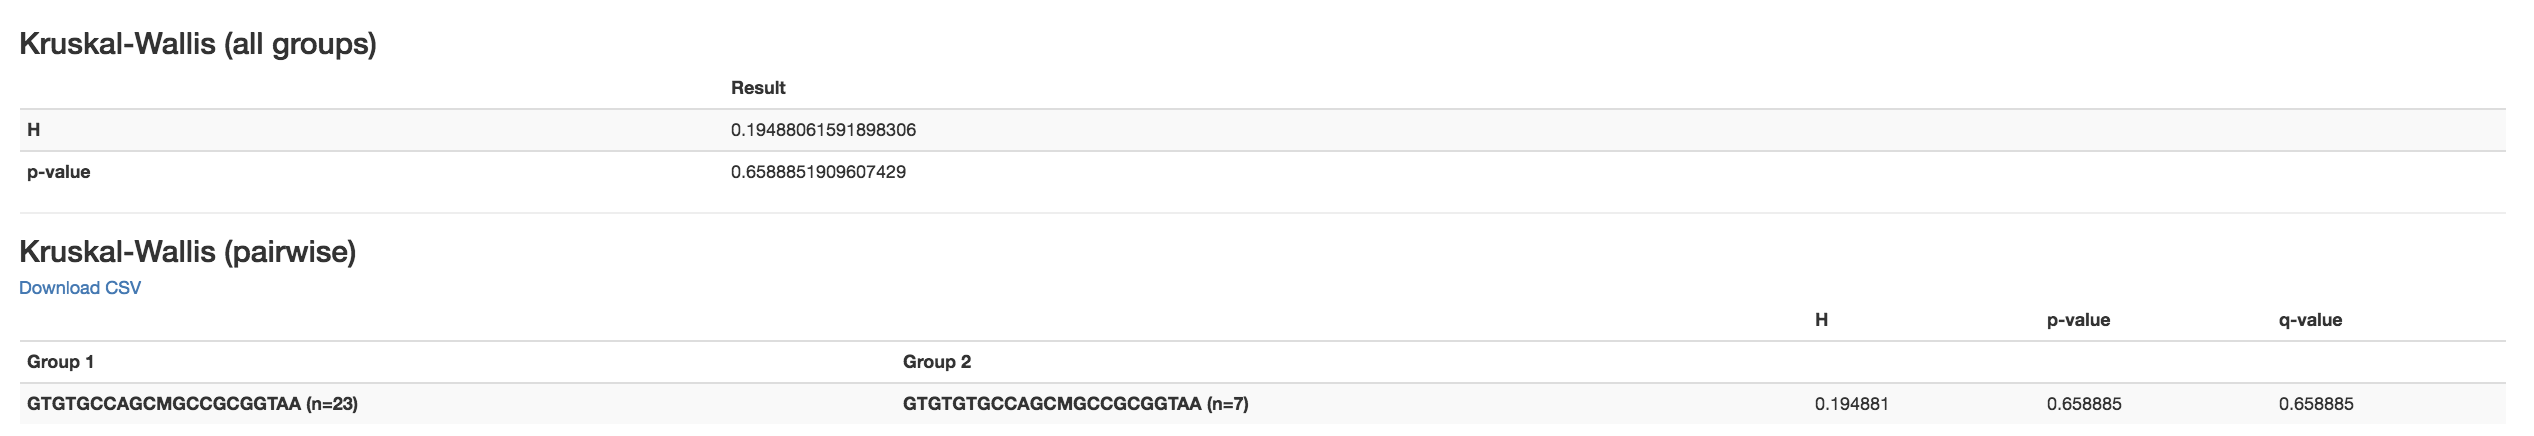 Kruskal-Wallis (all groups)
Result
H 0.19488061591898306
p-value 0.6588851909607429
Kruskal-Wallis (pairwise)
Download CSV
H p-value q-value
Group 1 Group 2
GTGTGCCAGCMGCCGCGGTAA (n=23) GTGTGTGCCAGCMGCCGCGGTAA (n=7) 0.194881 0.658885 0.658885